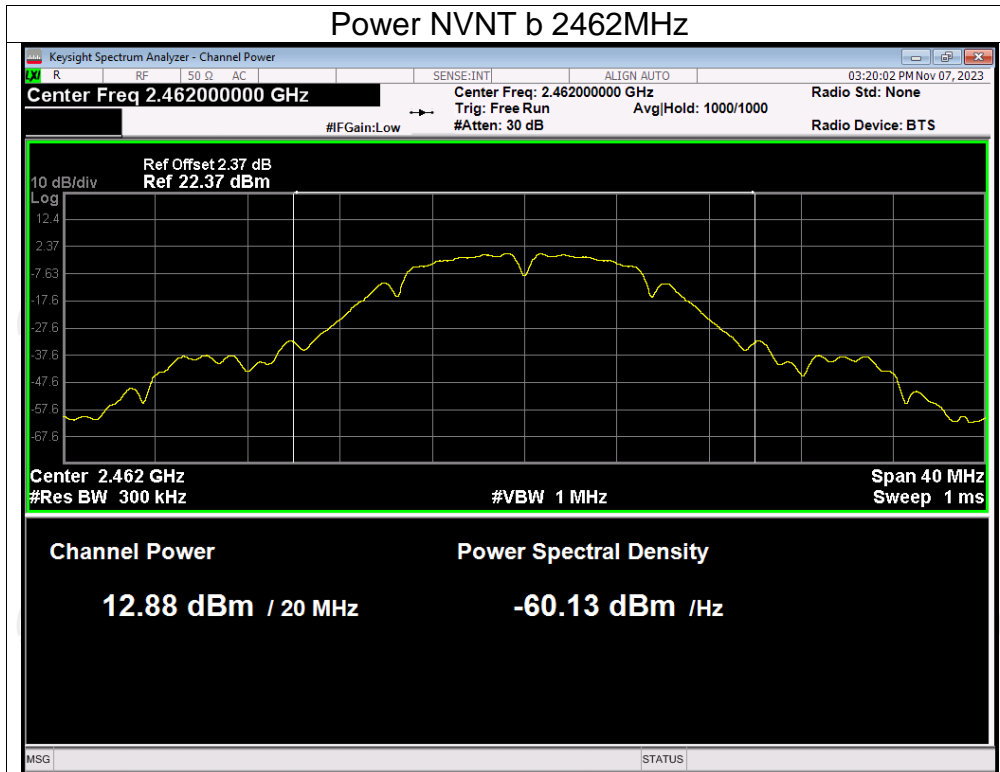 Power NVNT b 2462MHz
Keysight Spectrum Analyzer - Channel Power
LXI R RF 50 Ω AC SENSE:INT ALIGN AUTO 03:20:02 PM Nov 07, 2023
Center Freq 2.462000000 GHz
Center Freq: 2.462000000 GHz
Radio Std: None
Trig: Free Run Avg|Hold: 1000/1000
#IFGain:Low #Atten: 30 dB Radio Device: BTS
Ref Offset 2.37 dB
10 dB/div Ref 22.37 dBm
Log
12.4
2.37
-7.63
-17.6
-27.6
-37.6
-47.6
-57.6
-67.6
Center 2.462 GHz Span 40 MHz
#Res BW 300 kHz #VBW 1 MHz Sweep 1 ms
Channel Power Power Spectral Density
12.88 dBm / 20 MHz -60.13 dBm /Hz
MSG STATUS